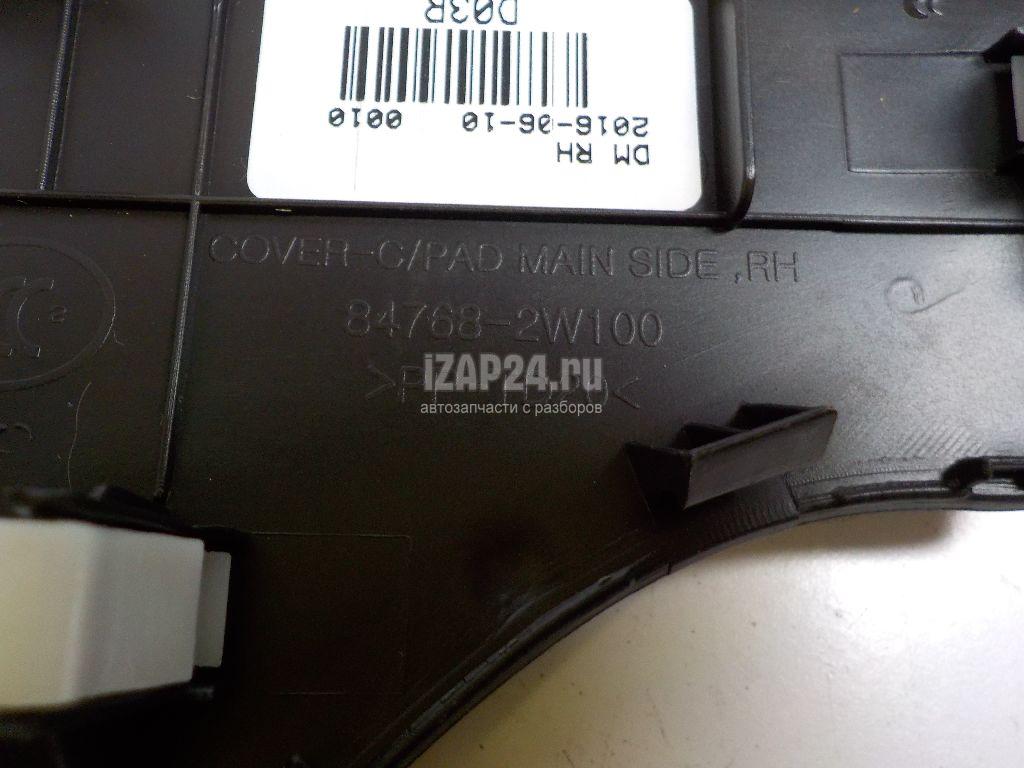 DM RH
2016-06-10 0010
D03R
COVER-C/PAD MAIN SIDE ,RH
84768-2W100
iZAP24.ru
автозапчасти с разборов